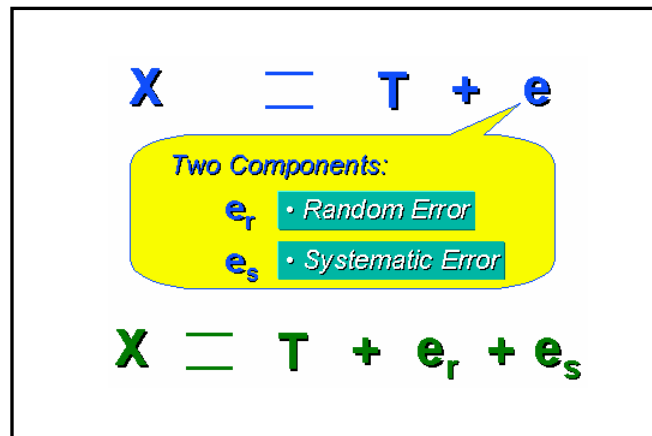 X = T + e
Two Components:
e_r • Random Error
e_s • Systematic Error
X = T + e_r + e_s